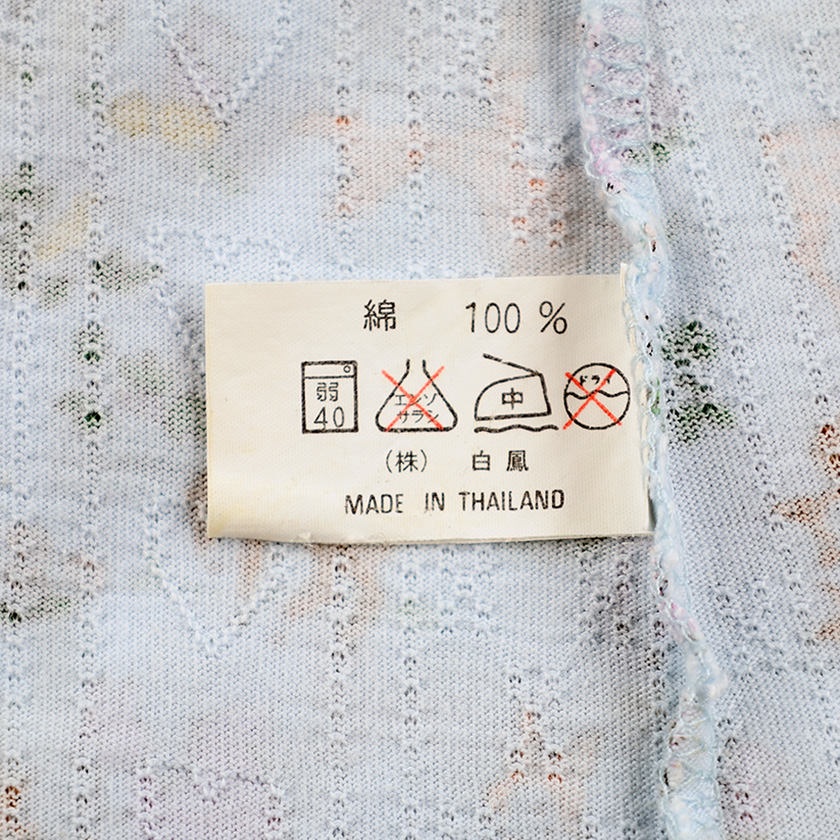 綿 100 %
弱 40
エンソ サラシ
中
ドライ
(株) 白鳳
MADE IN THAILAND